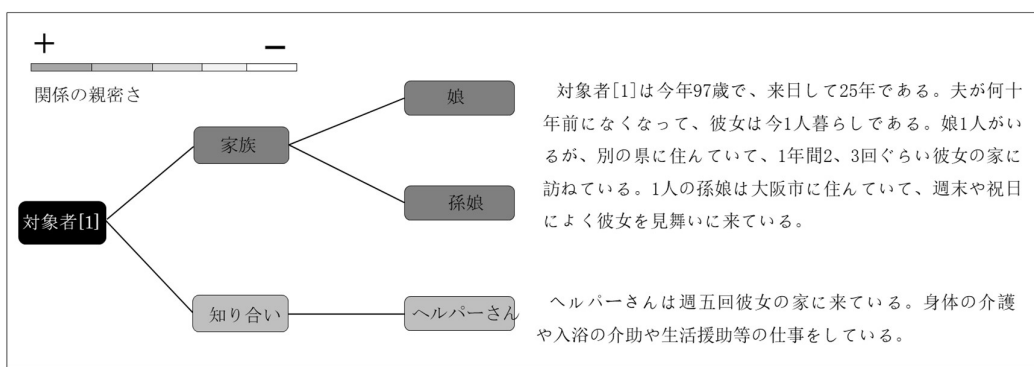 + −
関係の親密さ
対象者[1]
家族
知り合い
娘
孫娘
ヘルパーさん
対象者[1]は今年97歳で、来日して25年である。夫が何十
年前になくなって、彼女は今1人暮らしである。娘1人がい
るが、別の県に住んていて、1年間2、3回ぐらい彼女の家に
訪ねている。1人の孫娘は大阪市に住んていて、週末や祝日
によく彼女を見舞いに来ている。
ヘルパーさんは週五回彼女の家に来ている。身体の介護
や入浴の介助や生活援助等の仕事をしている。